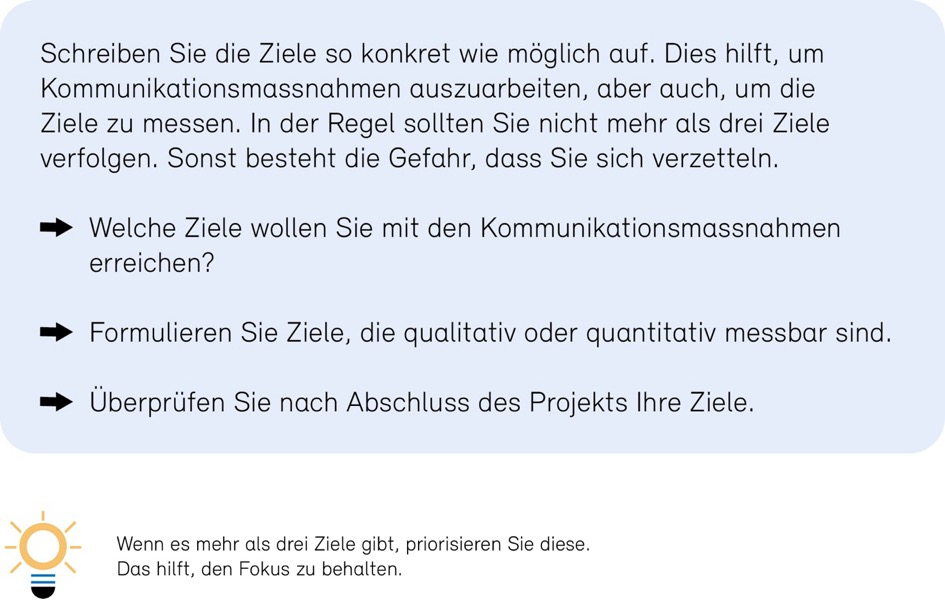 Schreiben Sie die Ziele so konkret wie möglich auf. Dies hilft, um
Kommunikationsmassnahmen auszuarbeiten, aber auch, um die
Ziele zu messen. In der Regel sollten Sie nicht mehr als drei Ziele
verfolgen. Sonst besteht die Gefahr, dass Sie sich verzetteln.
Welche Ziele wollen Sie mit den Kommunikationsmassnahmen
erreichen?
Formulieren Sie Ziele, die qualitativ oder quantitativ messbar sind.
Überprüfen Sie nach Abschluss des Projekts Ihre Ziele.
Wenn es mehr als drei Ziele gibt, priorisieren Sie diese.
Das hilft, den Fokus zu behalten.